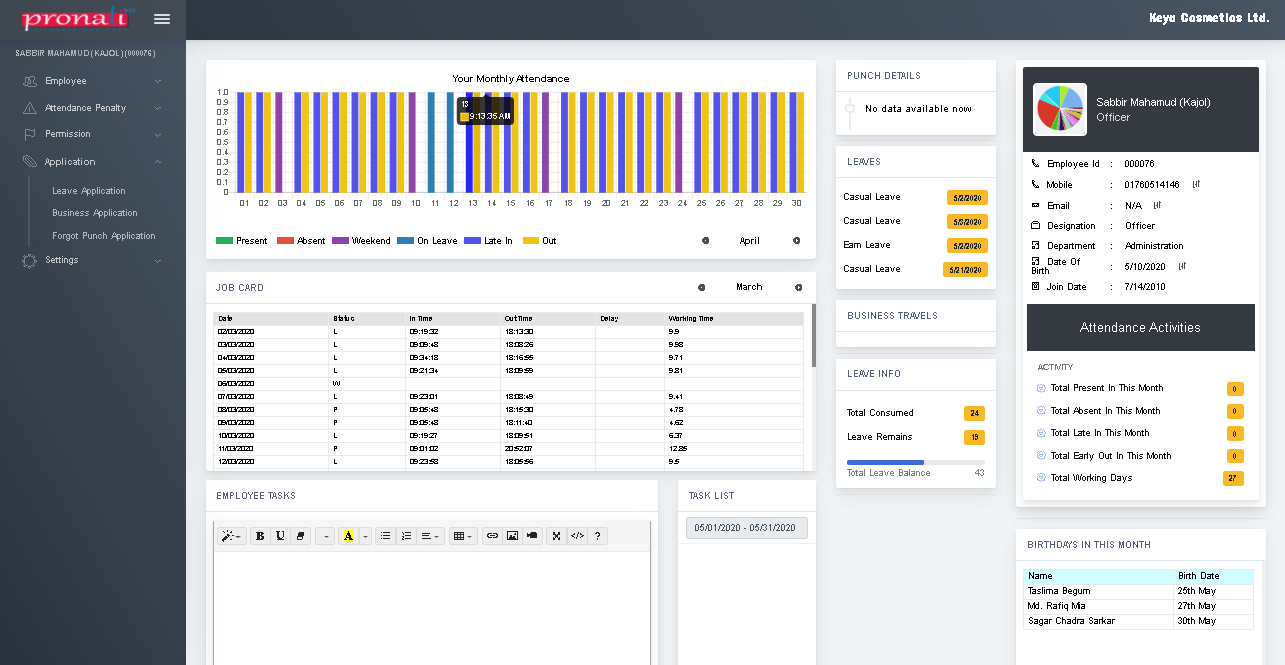 pronali
Keya Cosmetics Ltd.
SABBIR MAHAMUD (KAJOL) (000076)
Employee
Attendance Penalty
Permission
Application
Leave Application
Business Application
Forgot Punch Application
Settings
Your Monthly Attendance
1.0
0.9
0.8
0.7
0.6
0.5
0.4
0.3
0.2
0.1
0
13
9:13:35 AM
01 02 03 04 05 06 07 08 09 10 11 12 13 14 15 16 17 18 19 20 21 22 23 24 25 26 27 28 29 30
Present Absent Weekend On Leave Late In Out
April
JOB CARD
March
Date Status In Time Out Time Delay Working Time
02/03/2020 L 09:19:32 18:13:30 9.9
03/03/2020 L 09:09:48 18:08:26 9.98
04/03/2020 L 09:34:18 18:16:55 9.71
05/03/2020 L 09:21:34 18:09:59 9.81
06/03/2020 W
07/03/2020 L 09:23:01 18:08:49 9.41
08/03/2020 P 09:05:48 18:15:30 4.78
09/03/2020 P 09:05:48 18:11:40 4.62
10/03/2020 L 09:19:27 18:09:51 6.37
11/03/2020 P 09:01:02 20:52:07 12.85
12/03/2020 L 09:23:58 18:05:56 9.5
EMPLOYEE TASKS
B U A </> ?
TASK LIST
05/01/2020 - 05/31/2020
PUNCH DETAILS
No data available now
LEAVES
Casual Leave 5/2/2020
Casual Leave 5/3/2020
Earn Leave 5/2/2020
Casual Leave 5/21/2020
BUSINESS TRAVELS
LEAVE INFO
Total Consumed 24
Leave Remains 19
Total Leave Balance 43
Sabbir Mahamud (Kajol)
Officer
Employee Id : 000076
Mobile : 01760514146
Email : N/A
Designation : Officer
Department : Administration
Date Of Birth : 5/10/2020
Join Date : 7/14/2010
Attendance Activities
ACTIVITY
Total Present In This Month 0
Total Absent In This Month 0
Total Late In This Month 0
Total Early Out In This Month 0
Total Working Days 27
BIRTHDAYS IN THIS MONTH
Name Birth Date
Taslima Begum 25th May
Md. Rafiq Mia 27th May
Sagar Chadra Sarkar 30th May